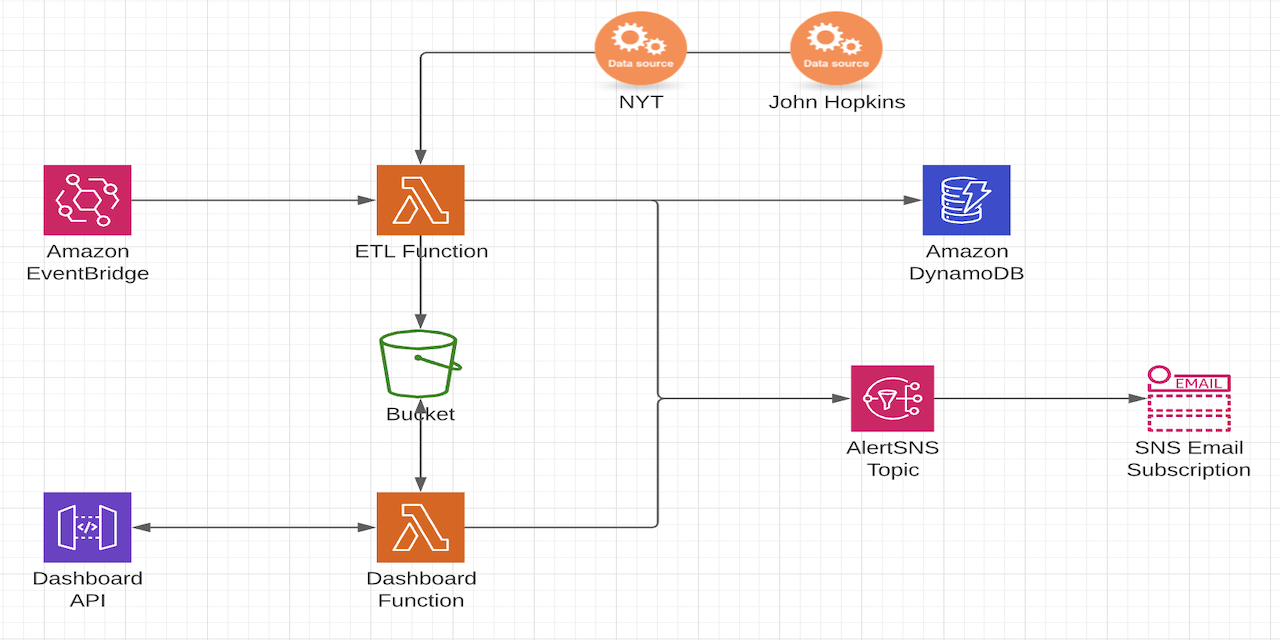 Data source
Data source
NYT
John Hopkins
Amazon
EventBridge
ETL Function
Amazon
DynamoDB
EMAIL
Bucket
AlertSNS
Topic
SNS Email
Subscription
Dashboard
API
Dashboard
Function